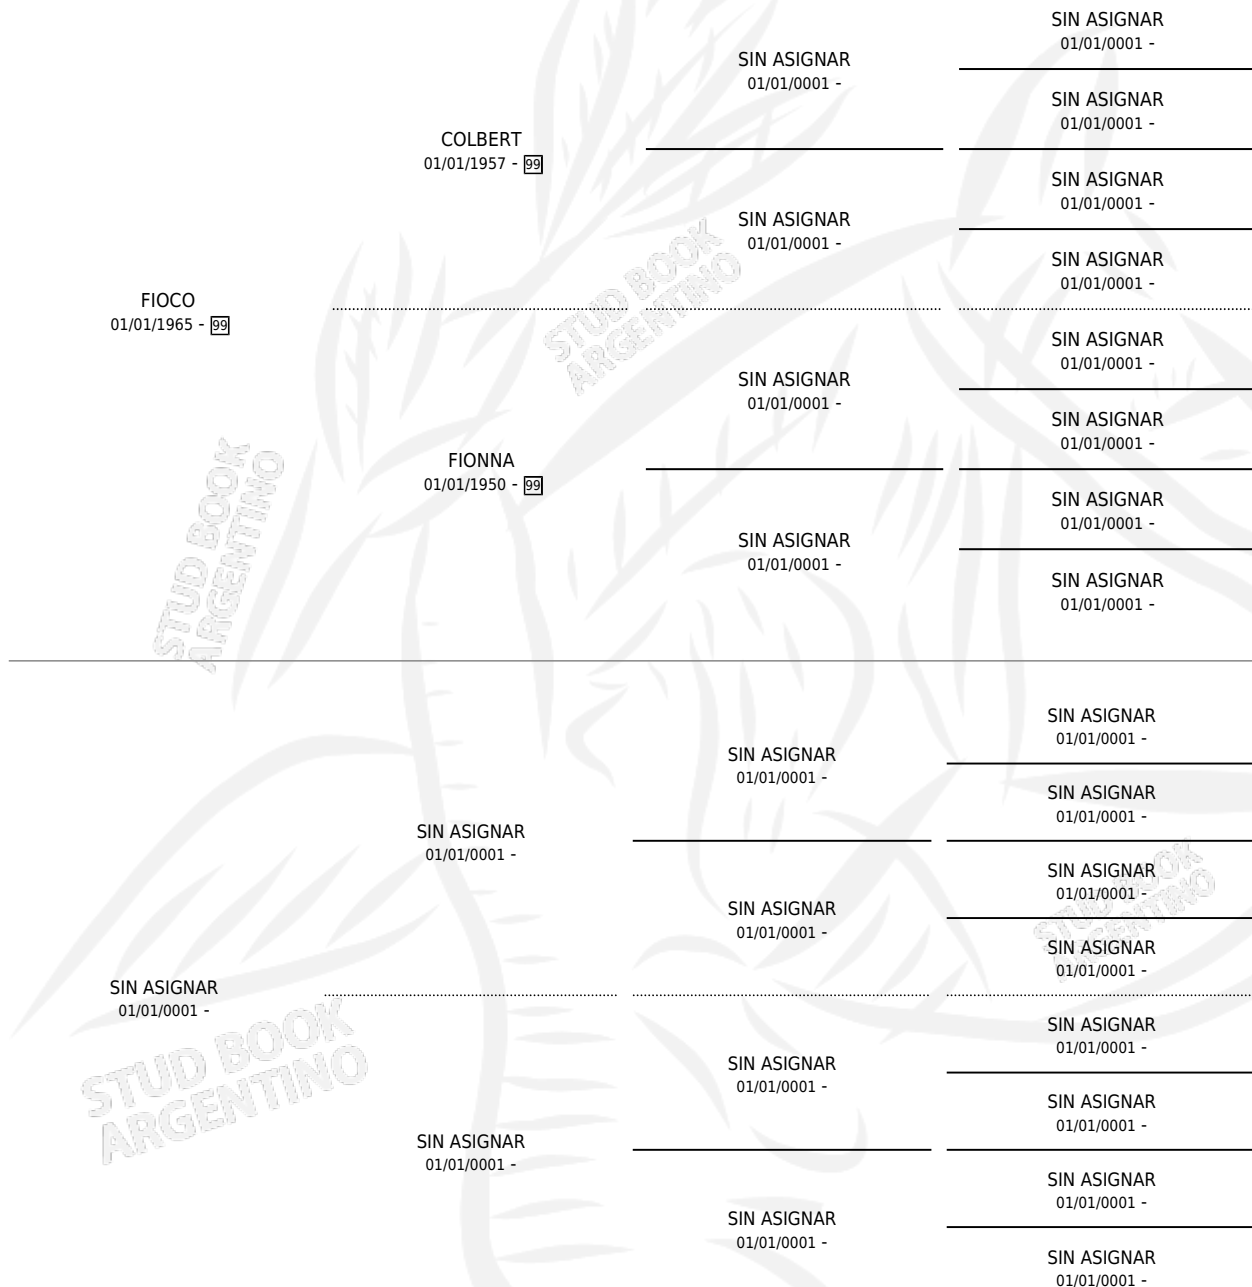 SIN ASIGNAR
01/01/0001 -
SIN ASIGNAR
01/01/0001 -
SIN ASIGNAR
01/01/0001 -
COLBERT
01/01/1957 - 99
SIN ASIGNAR
01/01/0001 -
SIN ASIGNAR
01/01/0001 -
SIN ASIGNAR
01/01/0001 -
STUD BOOK
ARGENTINO
FIOCO
01/01/1965 - 99
SIN ASIGNAR
01/01/0001 -
SIN ASIGNAR
01/01/0001 -
SIN ASIGNAR
01/01/0001 -
FIONNA
01/01/1950 - 99
STUD BOOK
ARGENTINO
SIN ASIGNAR
01/01/0001 -
SIN ASIGNAR
01/01/0001 -
SIN ASIGNAR
01/01/0001 -
SIN ASIGNAR
01/01/0001 -
SIN ASIGNAR
01/01/0001 -
SIN ASIGNAR
01/01/0001 -
SIN ASIGNAR
01/01/0001 -
SIN ASIGNAR
01/01/0001 -
SIN ASIGNAR
01/01/0001 -
STUD BOOK
ARGENTINO
SIN ASIGNAR
01/01/0001 -
SIN ASIGNAR
01/01/0001 -
SIN ASIGNAR
01/01/0001 -
STUD BOOK
ARGENTINO
SIN ASIGNAR
01/01/0001 -
SIN ASIGNAR
01/01/0001 -
SIN ASIGNAR
01/01/0001 -
SIN ASIGNAR
01/01/0001 -
SIN ASIGNAR
01/01/0001 -
SIN ASIGNAR
01/01/0001 -
SIN ASIGNAR
01/01/0001 -